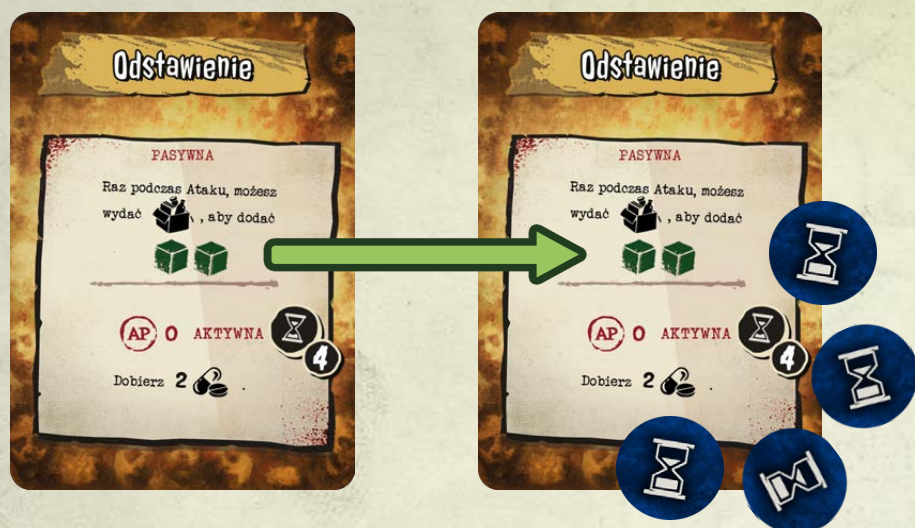 Odstawienie
PASYWNA
Raz podczas Ataku, możesz
wydać , aby dodać
AP 0 AKTYWNA
4
Dobierz 2 .
Odstawienie
PASYWNA
Raz podczas Ataku, możesz
wydać , aby dodać
AP 0 AKTYWNA
4
Dobierz 2 .